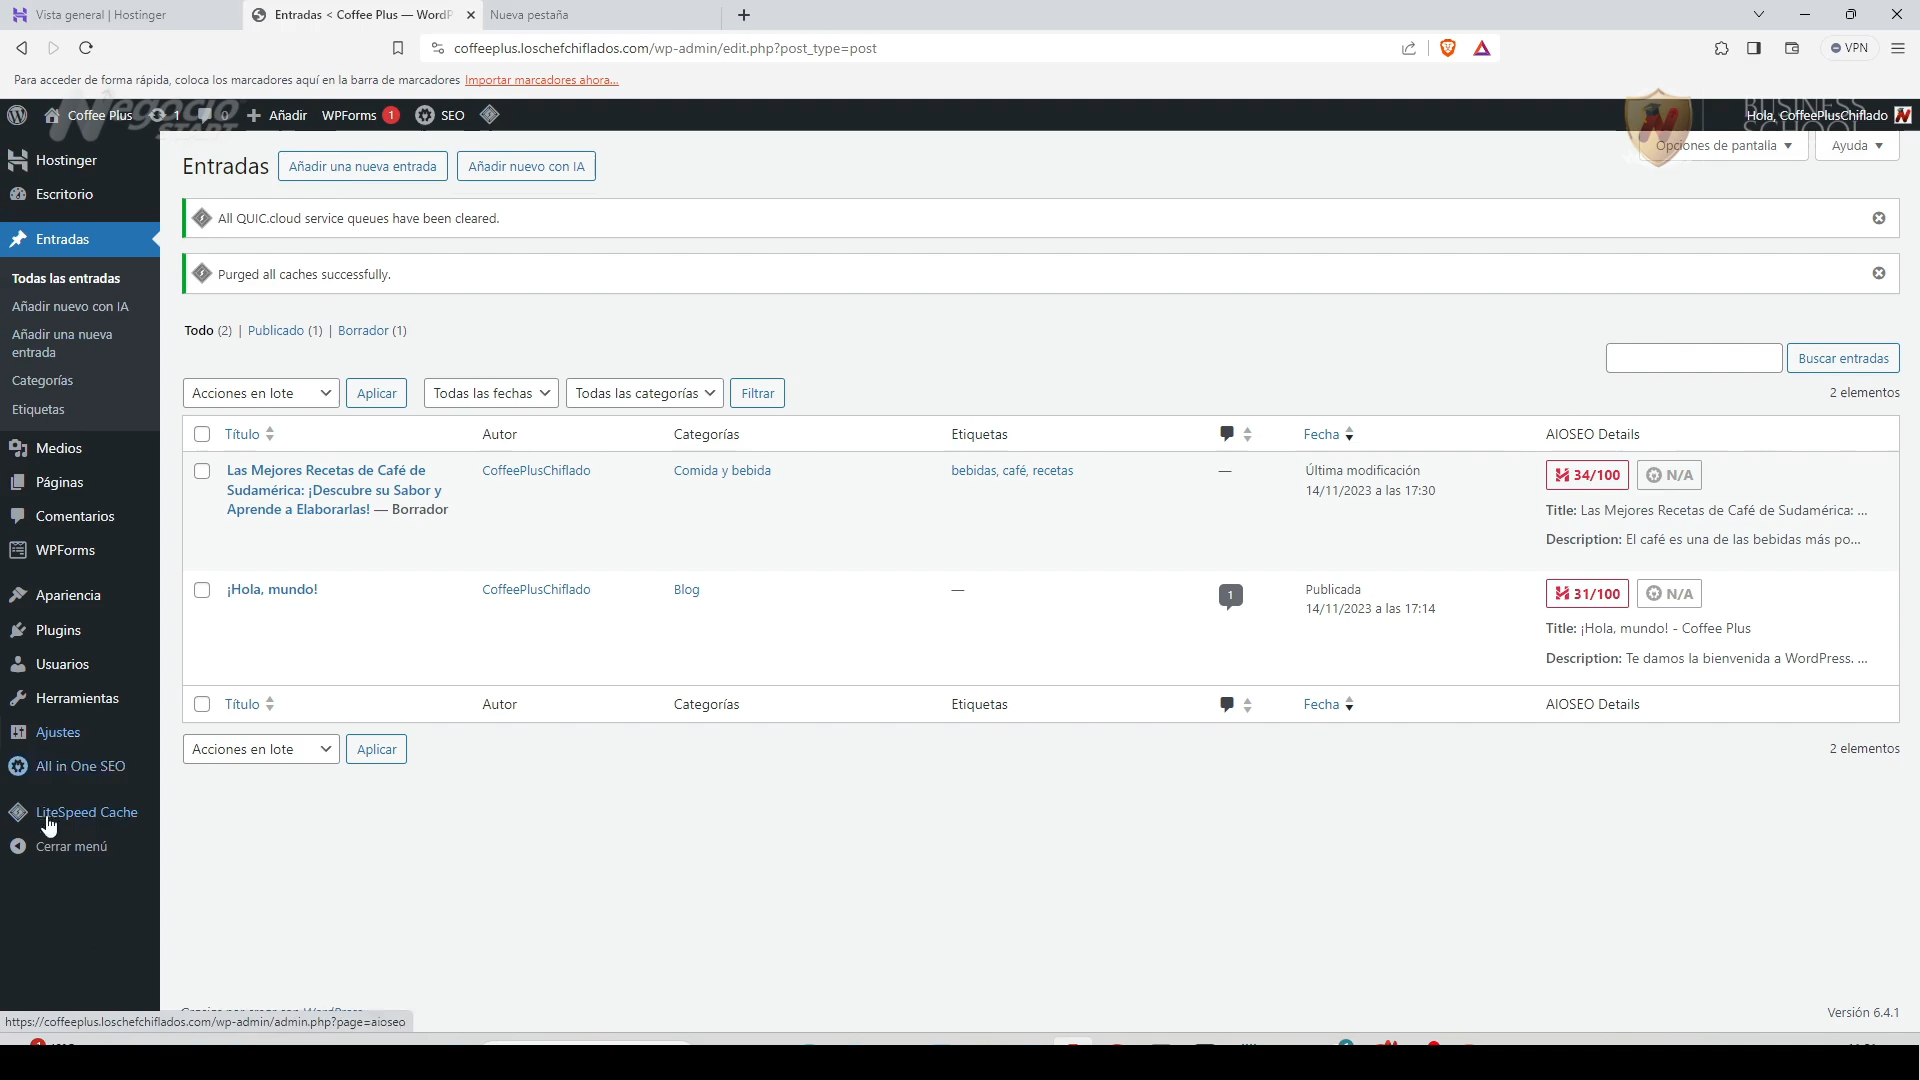 Vista general | Hostinger
Entradas < Coffee Plus — WordP
Nueva pestaña
coffeeplus.loschefchiflados.com/wp-admin/edit.php?post_type=post
VPN
Para acceder de forma rápida, coloca los marcadores aquí en la barra de marcadores Importar marcadores ahora...
Negocio
START
Coffee Plus
1
0
Añadir
WPForms 1
SEO
BUSINESS
SCHOOL
Hola, CoffeePlusChiflado
Hostinger
Escritorio
Entradas
Todas las entradas
Añadir nuevo con IA
Añadir una nueva
entrada
Categorías
Etiquetas
Medios
Páginas
Comentarios
WPForms
Apariencia
Plugins
Usuarios
Herramientas
Ajustes
All in One SEO
LiteSpeed Cache
Cerrar menú
Entradas
Añadir una nueva entrada
Añadir nuevo con IA
Opciones de pantalla
Ayuda
All QUIC.cloud service queues have been cleared.
Purged all caches successfully.
Todo (2) | Publicado (1) | Borrador (1)
Buscar entradas
Acciones en lote
Aplicar
Todas las fechas
Todas las categorías
Filtrar
2 elementos
Título
Autor
Categorías
Etiquetas
Fecha
AIOSEO Details
Las Mejores Recetas de Café de
Sudamérica: ¡Descubre su Sabor y
Aprende a Elaborarlas! — Borrador
CoffeePlusChiflado
Comida y bebida
bebidas, café, recetas
—
Última modificación
14/11/2023 a las 17:30
34/100
N/A
Title: Las Mejores Recetas de Café de Sudamérica: ...
Description: El café es una de las bebidas más po...
¡Hola, mundo!
CoffeePlusChiflado
Blog
—
1
Publicada
14/11/2023 a las 17:14
31/100
N/A
Title: ¡Hola, mundo! - Coffee Plus
Description: Te damos la bienvenida a WordPress. ...
Título
Autor
Categorías
Etiquetas
Fecha
AIOSEO Details
Acciones en lote
Aplicar
2 elementos
Versión 6.4.1
https://coffeeplus.loschefchiflados.com/wp-admin/admin.php?page=aioseo